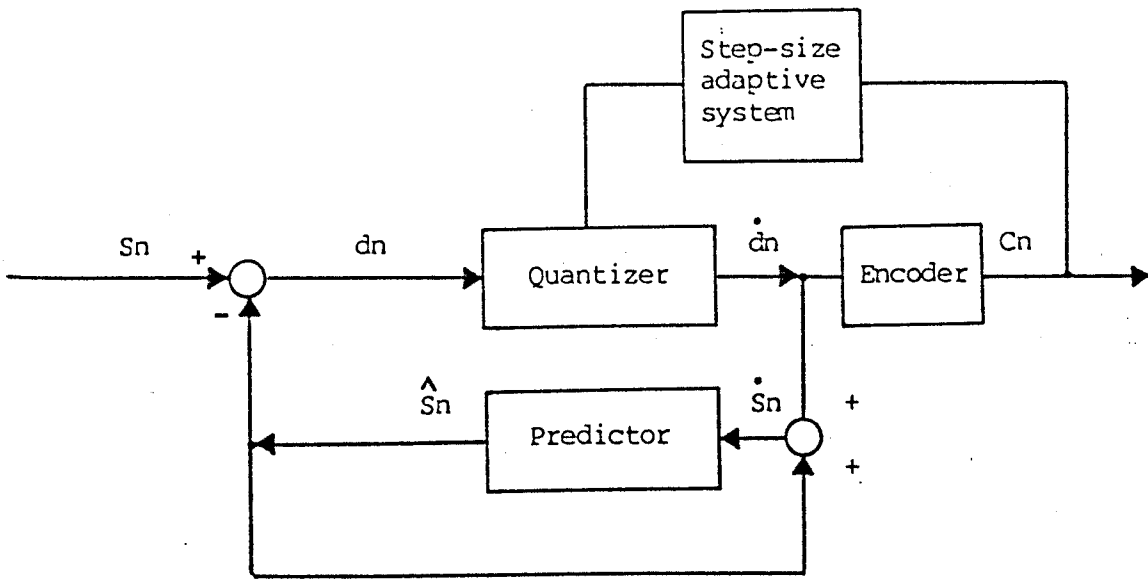 Step-size
adaptive
system
Sn
+
dn
Quantizer
ḋn
Encoder
Cn
-
Ŝn
Predictor
Ṡn
+
+